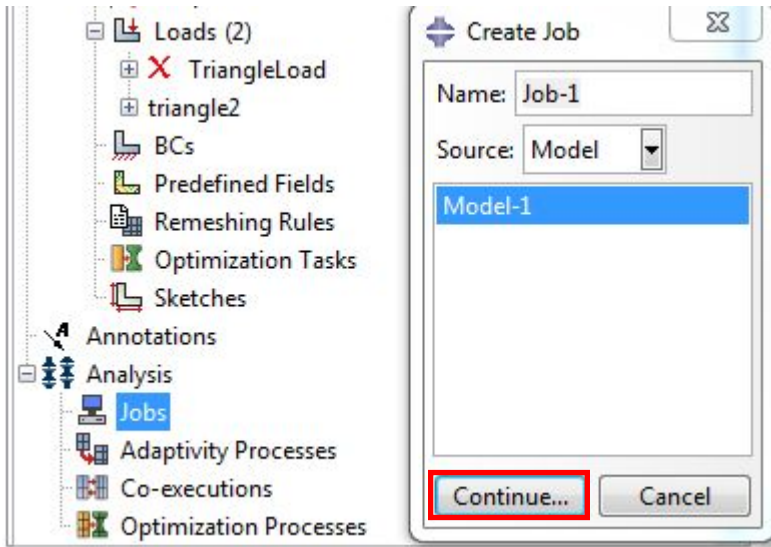 Loads (2)
TriangleLoad
triangle2
BCs
Predefined Fields
Remeshing Rules
Optimization Tasks
Sketches
A
Annotations
Analysis
Jobs
Adaptivity Processes
Co-executions
Optimization Processes
Create Job
Name: Job-1
Source: Model
Model-1
Continue... Cancel